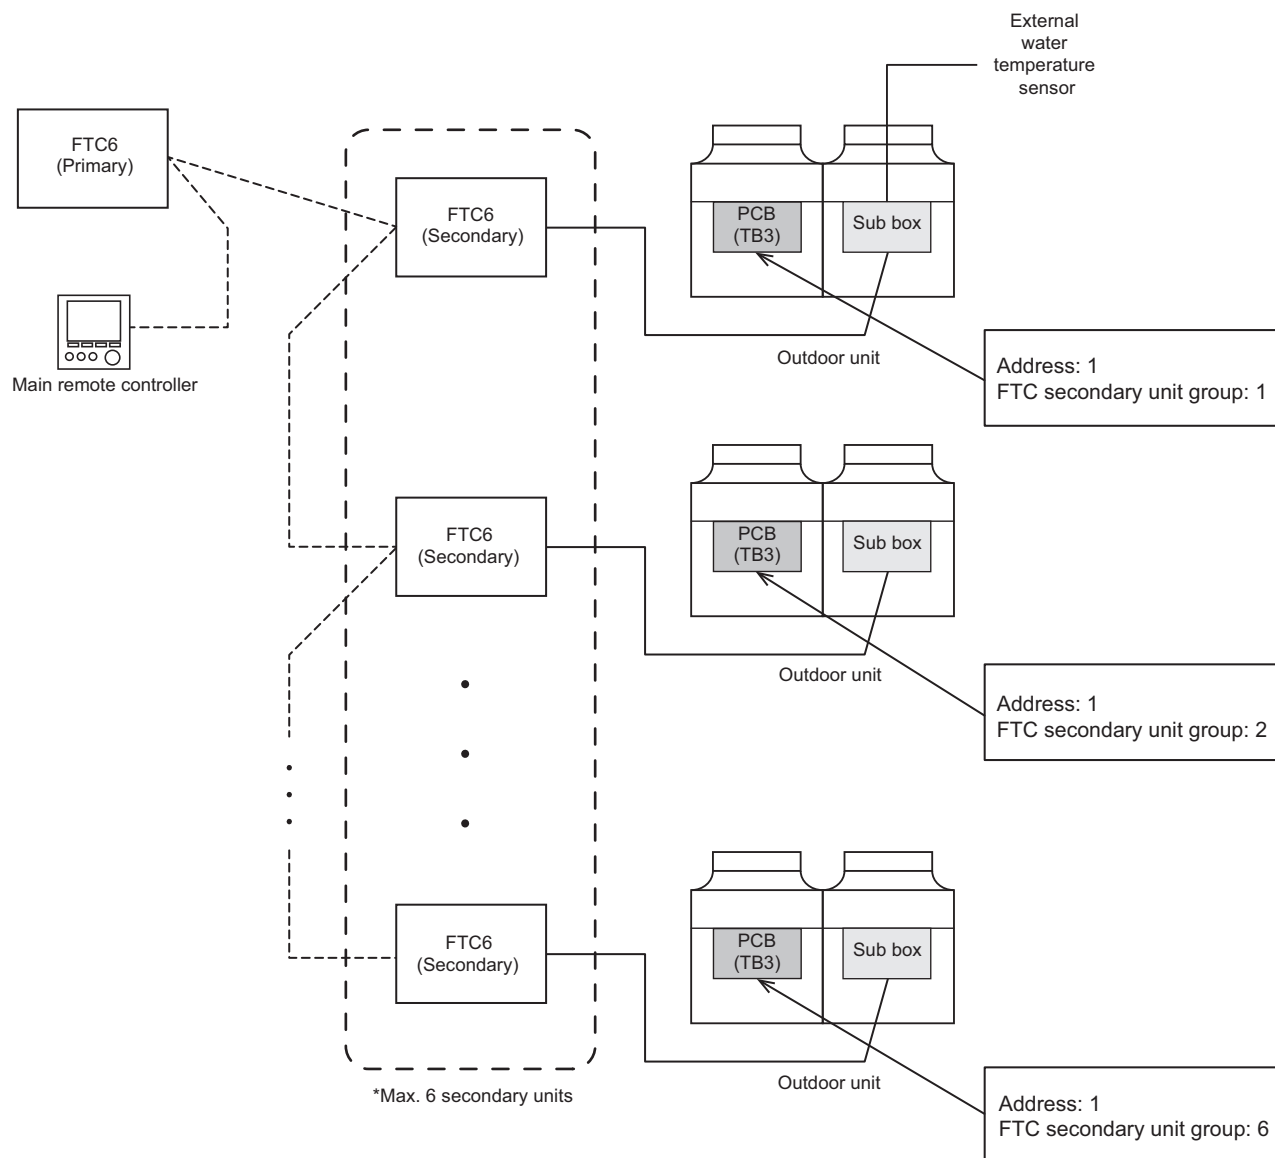 External
water
temperature
sensor
FTC6
(Primary)
FTC6
(Secondary)
PCB
(TB3)
Sub box
Main remote controller
Outdoor unit
Address: 1
FTC secondary unit group: 1
FTC6
(Secondary)
PCB
(TB3)
Sub box
Outdoor unit
Address: 1
FTC secondary unit group: 2
FTC6
(Secondary)
PCB
(TB3)
Sub box
Outdoor unit
*Max. 6 secondary units
Address: 1
FTC secondary unit group: 6